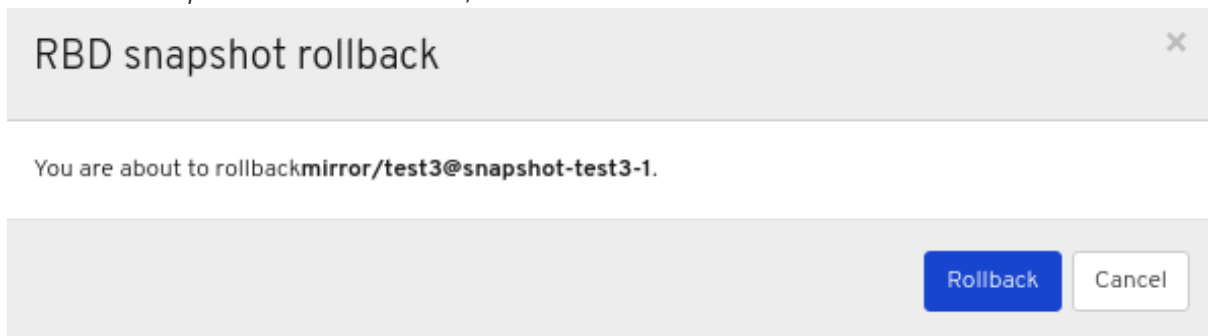 RBD snapshot rollback
×
You are about to rollbackmirror/test3@snapshot-test3-1.
Rollback
Cancel